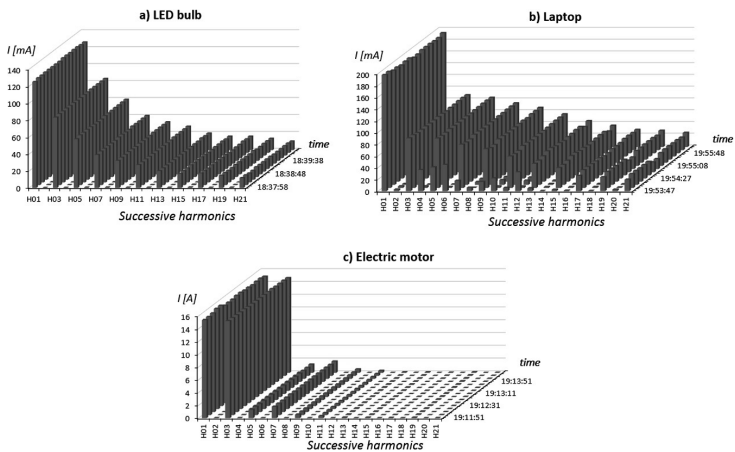 a) LED bulb
I [mA]
140
120
100
80
60
40
20
0
H01
H03
H05
H07
H09
H11
H13
H15
H17
H19
H21
time
18:39:38
18:38:48
18:37:58
Successive harmonics
b) Laptop
I [mA]
200
180
160
140
120
100
80
60
40
20
0
H01
H02
H03
H04
H05
H06
H07
H08
H09
H10
H11
H12
H13
H14
H15
H16
H17
H18
H19
H20
H21
time
19:55:48
19:55:08
19:54:27
19:53:47
Successive harmonics
c) Electric motor
I [A]
16
14
12
10
8
6
4
2
0
H01
H02
H03
H04
H05
H06
H07
H08
H09
H10
H11
H12
H13
H14
H15
H16
H17
H18
H19
H20
H21
time
19:13:51
19:13:11
19:12:31
19:11:51
Successive harmonics